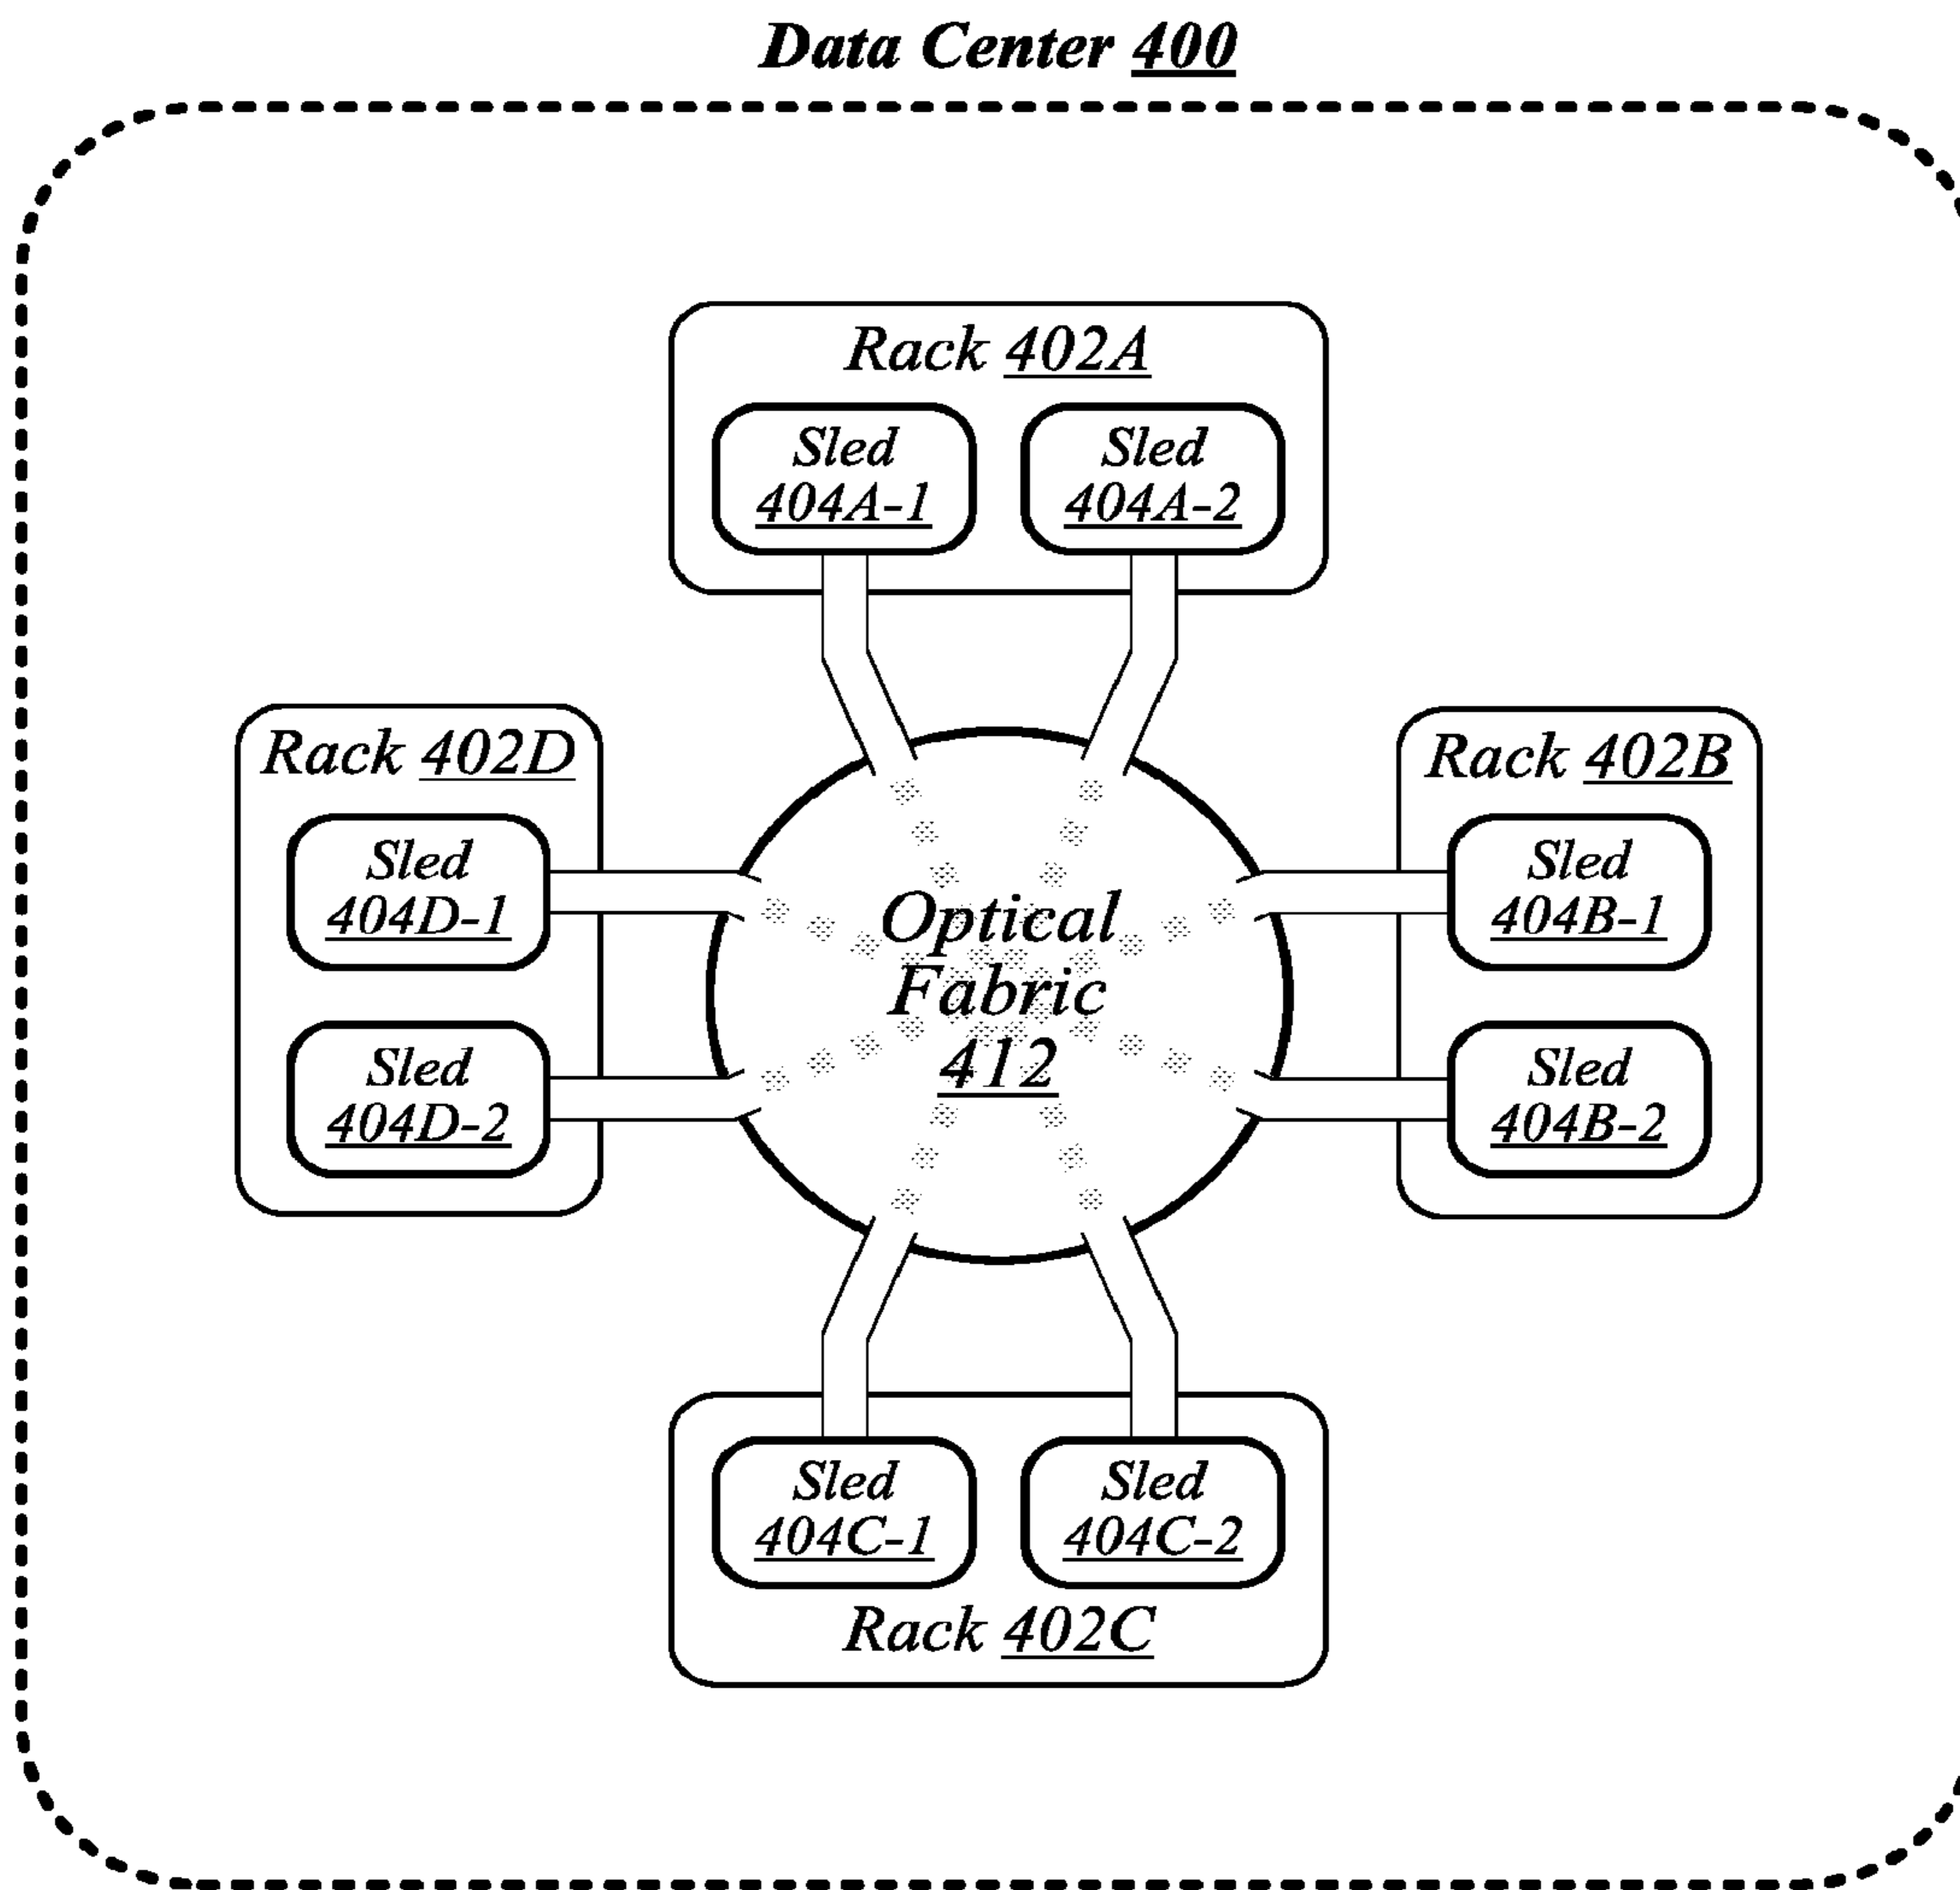 Data Center 400
Rack 402A
Sled
404A-1
Sled
404A-2
Rack 402D
Sled
404D-1
Sled
404D-2
Optical
Fabric
412
Rack 402B
Sled
404B-1
Sled
404B-2
Sled
404C-1
Sled
404C-2
Rack 402C